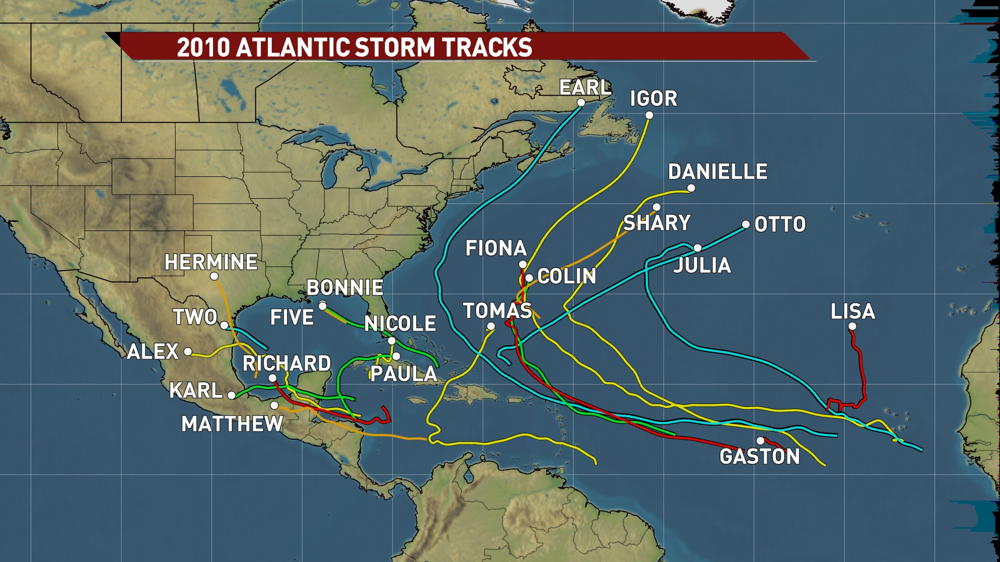 2010 ATLANTIC STORM TRACKS
EARL
IGOR
DANIELLE
SHARY
OTTO
FIONA
HERMINE
JULIA
COLIN
BONNIE
TOMAS
LISA
TWO
FIVE
NICOLE
ALEX
RICHARD
PAULA
KARL
MATTHEW
GASTON